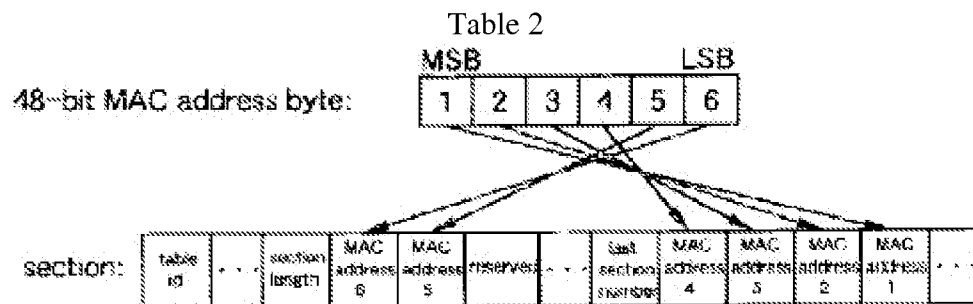 Table 2
MSB LSB
48-bit MAC address byte: 1 2 3 4 5 6
section: table id ... section length MAC address 6 MAC address 5 reserved ... last section number MAC address 4 MAC address 3 MAC address 2 MAC address 1 ...